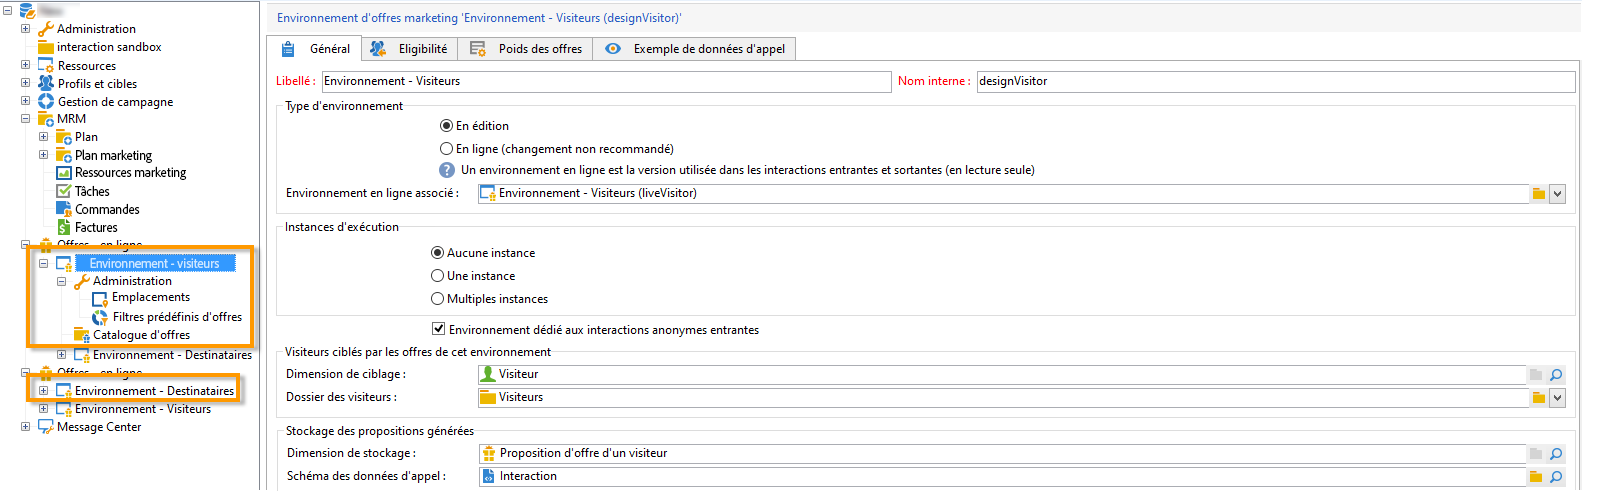 Administration
interaction sandbox
Ressources
Profils et cibles
Gestion de campagne
MRM
Plan
Plan marketing
Ressources marketing
Tâches
Commandes
Factures
Offres - en ligne
Environnement - visiteurs
Administration
Emplacements
Filtres prédéfinis d'offres
Catalogue d'offres
Environnement - Destinataires
Offres - en ligne
Environnement - Destinataires
Environnement - Visiteurs
Message Center
Environnement d'offres marketing 'Environnement - Visiteurs (designVisitor)'
Général Eligibilité Poids des offres Exemple de données d'appel
Libellé : Environnement - Visiteurs Nom interne : designVisitor
Type d'environnement
En édition
En ligne (changement non recommandé)
? Un environnement en ligne est la version utilisée dans les interactions entrantes et sortantes (en lecture seule)
Environnement en ligne associé : Environnement - Visiteurs (liveVisitor)
Instances d'exécution
Aucune instance
Une instance
Multiples instances
Environnement dédié aux interactions anonymes entrantes
Visiteurs ciblés par les offres de cet environnement
Dimension de ciblage : Visiteur
Dossier des visiteurs : Visiteurs
Stockage des propositions générées
Dimension de stockage : Proposition d'offre d'un visiteur
Schéma des données d'appel : Interaction